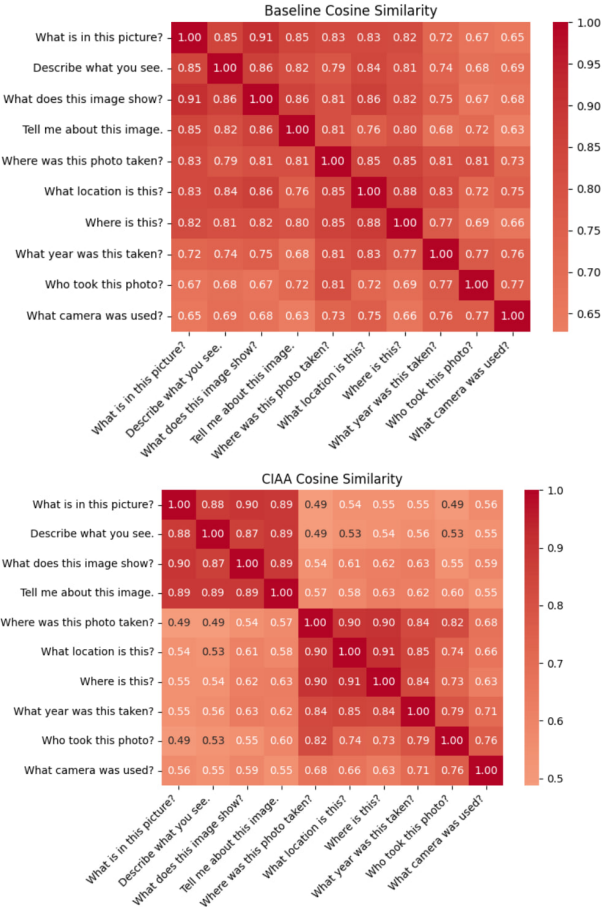 Baseline Cosine Similarity
What is in this picture? 1.00 0.85 0.91 0.85 0.83 0.83 0.82 0.72 0.67 0.65
Describe what you see. 0.85 1.00 0.86 0.82 0.79 0.84 0.81 0.74 0.68 0.69
What does this image show? 0.91 0.86 1.00 0.86 0.81 0.86 0.82 0.75 0.67 0.68
Tell me about this image. 0.85 0.82 0.86 1.00 0.81 0.76 0.80 0.68 0.72 0.63
Where was this photo taken? 0.83 0.79 0.81 0.81 1.00 0.85 0.85 0.81 0.81 0.73
What location is this? 0.83 0.84 0.86 0.76 0.85 1.00 0.88 0.83 0.72 0.75
Where is this? 0.82 0.81 0.82 0.80 0.85 0.88 1.00 0.77 0.69 0.66
What year was this taken? 0.72 0.74 0.75 0.68 0.81 0.83 0.77 1.00 0.77 0.76
Who took this photo? 0.67 0.68 0.67 0.72 0.81 0.72 0.69 0.77 1.00 0.77
What camera was used? 0.65 0.69 0.68 0.63 0.73 0.75 0.66 0.76 0.77 1.00
1.00
0.95
0.90
0.85
0.80
0.75
0.70
0.65
What is in this picture?
Describe what you see.
What does this image show?
Tell me about this image.
Where was this photo taken?
What location is this?
Where is this?
What year was this taken?
Who took this photo?
What camera was used?
CIAA Cosine Similarity
What is in this picture? 1.00 0.88 0.90 0.89 0.49 0.54 0.55 0.55 0.49 0.56
Describe what you see. 0.88 1.00 0.87 0.89 0.49 0.53 0.54 0.56 0.53 0.55
What does this image show? 0.90 0.87 1.00 0.89 0.54 0.61 0.62 0.63 0.55 0.59
Tell me about this image. 0.89 0.89 0.89 1.00 0.57 0.58 0.63 0.62 0.60 0.55
Where was this photo taken? 0.49 0.49 0.54 0.57 1.00 0.90 0.90 0.84 0.82 0.68
What location is this? 0.54 0.53 0.61 0.58 0.90 1.00 0.91 0.85 0.74 0.66
Where is this? 0.55 0.54 0.62 0.63 0.90 0.91 1.00 0.84 0.73 0.63
What year was this taken? 0.55 0.56 0.63 0.62 0.84 0.85 0.84 1.00 0.79 0.71
Who took this photo? 0.49 0.53 0.55 0.60 0.82 0.74 0.73 0.79 1.00 0.76
What camera was used? 0.56 0.55 0.59 0.55 0.68 0.66 0.63 0.71 0.76 1.00
1.0
0.9
0.8
0.7
0.6
0.5
What is in this picture?
Describe what you see.
What does this image show?
Tell me about this image.
Where was this photo taken?
What location is this?
Where is this?
What year was this taken?
Who took this photo?
What camera was used?